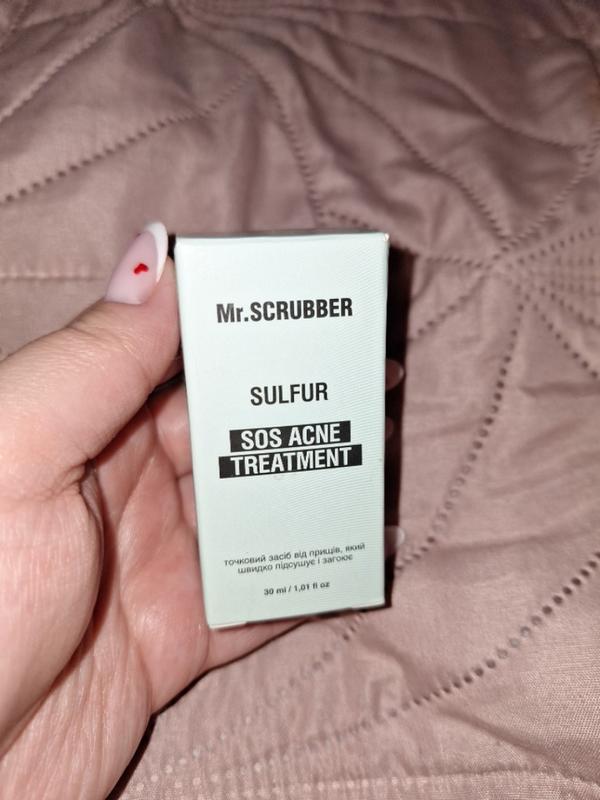 Mr.SCRUBBER
SULFUR
SOS ACNE
TREATMENT
точковий засіб від прищів, який
швидко підсушує і загоює
30 ml / 1,01 fl oz